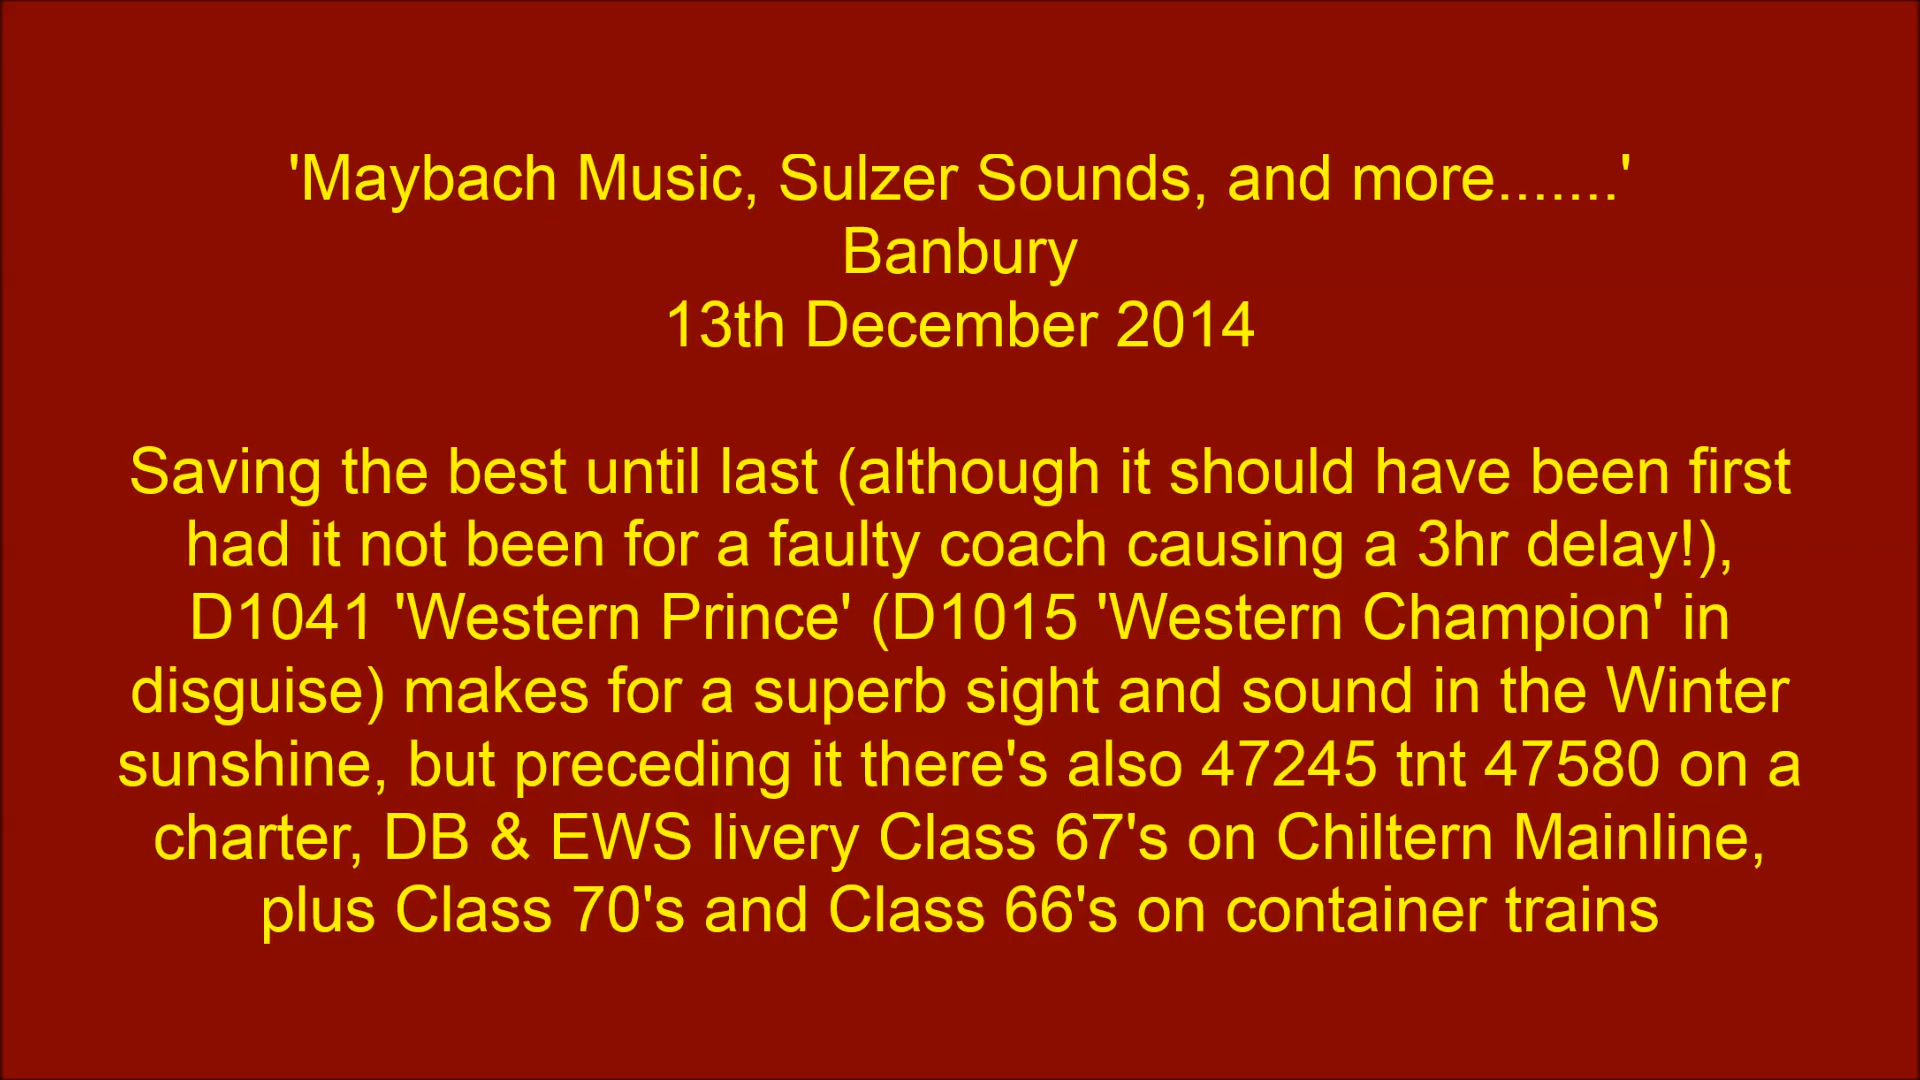 'Maybach Music, Sulzer Sounds, and more.......'
Banbury
13th December 2014
Saving the best until last (although it should have been first
had it not been for a faulty coach causing a 3hr delay!),
D1041 'Western Prince' (D1015 'Western Champion' in
disguise) makes for a superb sight and sound in the Winter
sunshine, but preceding it there's also 47245 tnt 47580 on a
charter, DB & EWS livery Class 67's on Chiltern Mainline,
plus Class 70's and Class 66's on container trains